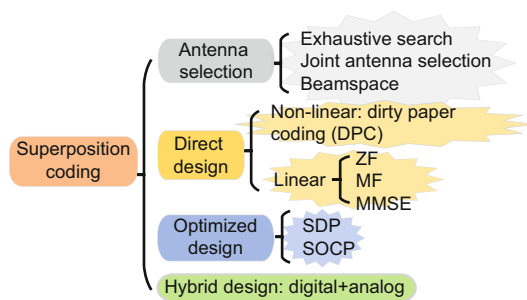 Superposition
coding
Antenna
selection
Exhaustive search
Joint antenna selection
Beamspace
Direct
design
Non-linear: dirty paper
coding (DPC)
Linear
ZF
MF
MMSE
Optimized
design
SDP
SOCP
Hybrid design: digital+analog